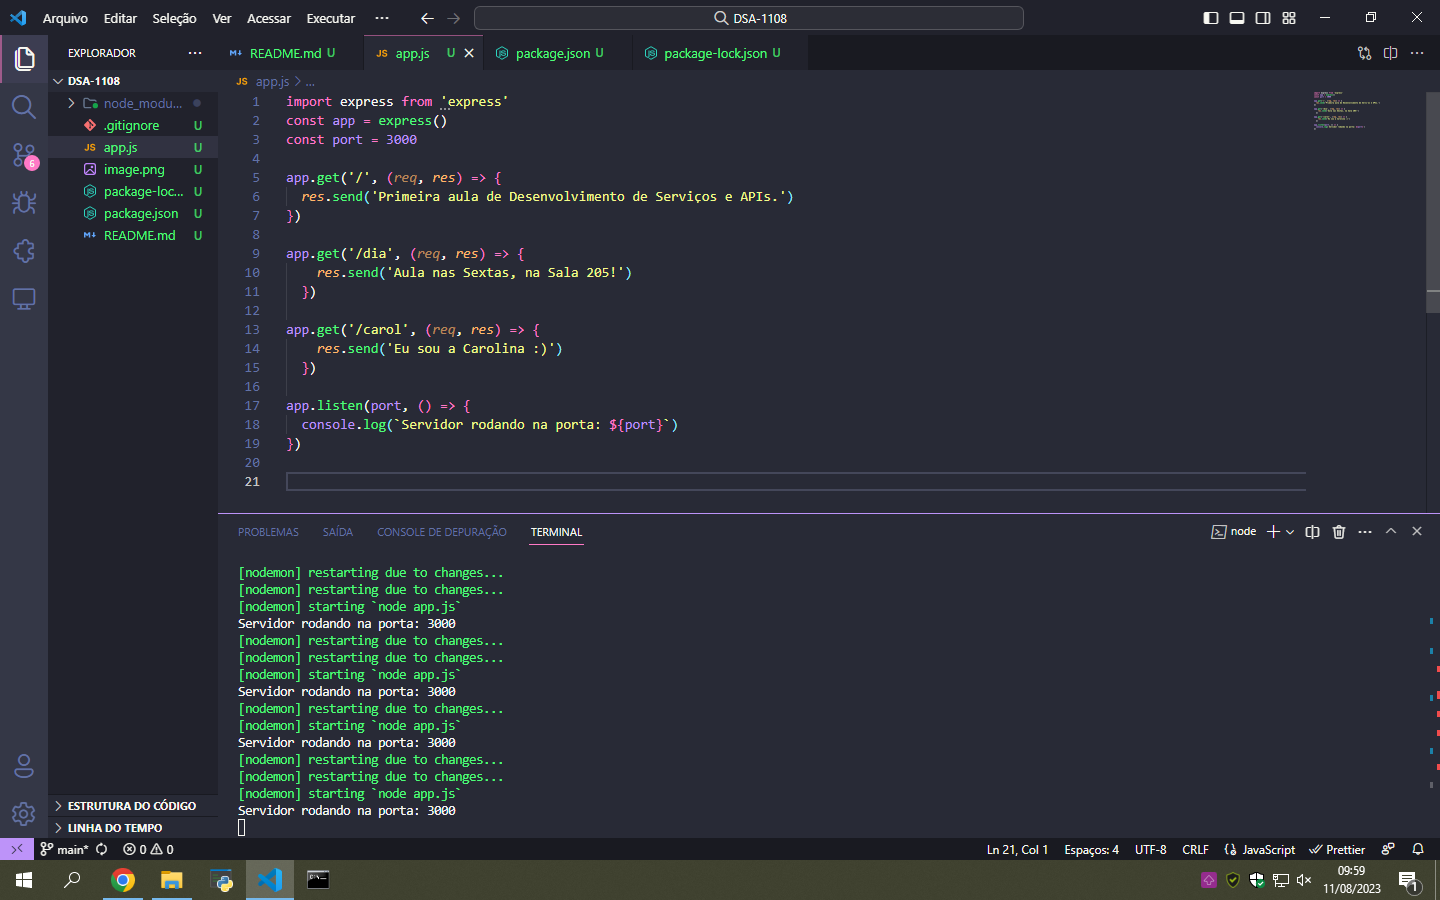 Arquivo Editar Seleção Ver Acessar Executar ··· DSA-1108
EXPLORADOR ···
README.md U app.js U package.json U package-lock.json U
DSA-1108
node_modu...
.gitignore U
app.js U
image.png U
package-loc... U
package.json U
README.md U
ESTRUTURA DO CÓDIGO
LINHA DO TEMPO
JS app.js > ...
1 import express from 'express'
2 const app = express()
3 const port = 3000
4
5 app.get('/', (req, res) => {
6 res.send('Primeira aula de Desenvolvimento de Serviços e APIs.')
7 })
8
9 app.get('/dia', (req, res) => {
10 res.send('Aula nas Sextas, na Sala 205!')
11 })
12
13 app.get('/carol', (req, res) => {
14 res.send('Eu sou a Carolina :)')
15 })
16
17 app.listen(port, () => {
18 console.log(`Servidor rodando na porta: ${port}`)
19 })
20
21
PROBLEMAS SAÍDA CONSOLE DE DEPURAÇÃO TERMINAL node
[nodemon] restarting due to changes...
[nodemon] restarting due to changes...
[nodemon] starting `node app.js`
Servidor rodando na porta: 3000
[nodemon] restarting due to changes...
[nodemon] restarting due to changes...
[nodemon] starting `node app.js`
Servidor rodando na porta: 3000
[nodemon] restarting due to changes...
[nodemon] starting `node app.js`
Servidor rodando na porta: 3000
[nodemon] restarting due to changes...
[nodemon] restarting due to changes...
[nodemon] starting `node app.js`
Servidor rodando na porta: 3000
main* 0 0 Ln 21, Col 1 Espaços: 4 UTF-8 CRLF JavaScript Prettier
09:59
11/08/2023
1
6